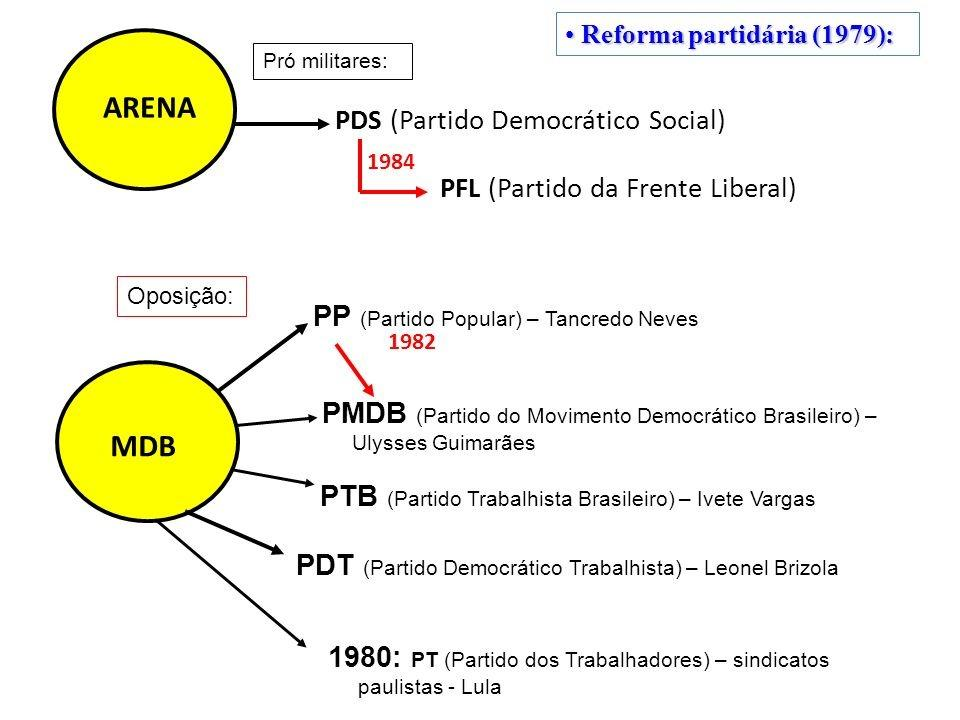 • Reforma partidária (1979):
Pró militares:
ARENA
PDS (Partido Democrático Social)
1984
PFL (Partido da Frente Liberal)
Oposição:
PP (Partido Popular) – Tancredo Neves
1982
PMDB (Partido do Movimento Democrático Brasileiro) –
Ulysses Guimarães
MDB
PTB (Partido Trabalhista Brasileiro) – Ivete Vargas
PDT (Partido Democrático Trabalhista) – Leonel Brizola
1980: PT (Partido dos Trabalhadores) – sindicatos
paulistas - Lula